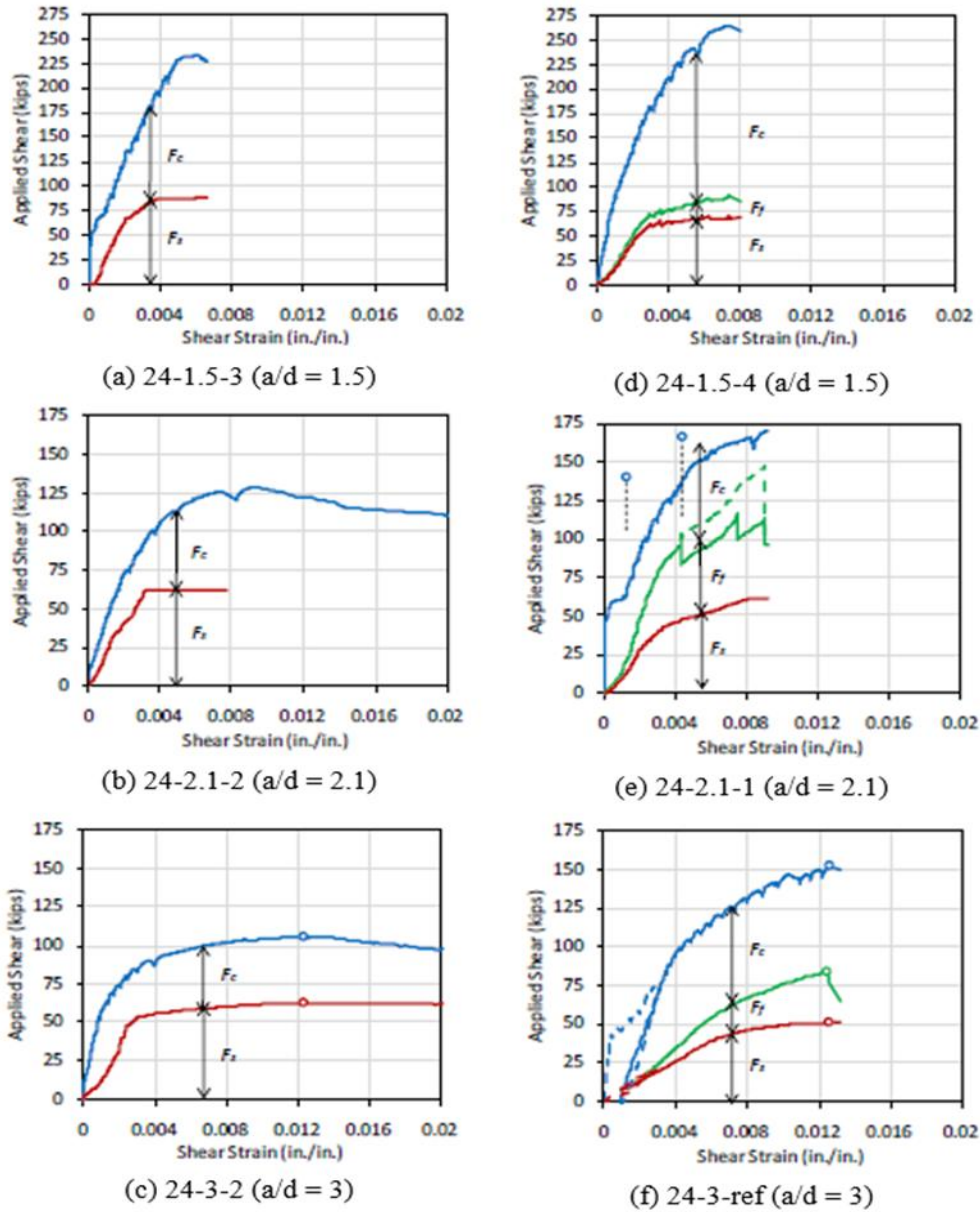 275
250
225
200
175
150
125
100
75
50
25
0
Applied Shear (kips)
Fc
Fs
0 0.004 0.008 0.012 0.016 0.02
Shear Strain (in./in.)
(a) 24-1.5-3 (a/d = 1.5)
275
250
225
200
175
150
125
100
75
50
25
0
Applied Shear (kips)
Fc
Ff
Fs
0 0.004 0.008 0.012 0.016 0.02
Shear Strain (in./in.)
(d) 24-1.5-4 (a/d = 1.5)
175
150
125
100
75
50
25
0
Applied Shear (kips)
Fc
Fs
0 0.004 0.008 0.012 0.016 0.02
Shear Strain (in./in.)
(b) 24-2.1-2 (a/d = 2.1)
175
150
125
100
75
50
25
0
Applied Shear (kips)
Fc
Ff
Fs
0 0.004 0.008 0.012 0.016 0.02
Shear Strain (in./in.)
(e) 24-2.1-1 (a/d = 2.1)
175
150
125
100
75
50
25
0
Applied Shear (kips)
Fc
Fs
0 0.004 0.008 0.012 0.016 0.02
Shear Strain (in./in.)
(c) 24-3-2 (a/d = 3)
175
150
125
100
75
50
25
0
Applied Shear (kips)
Fc
Ff
Fs
0 0.004 0.008 0.012 0.016 0.02
Shear Strain (in./in.)
(f) 24-3-ref (a/d = 3)